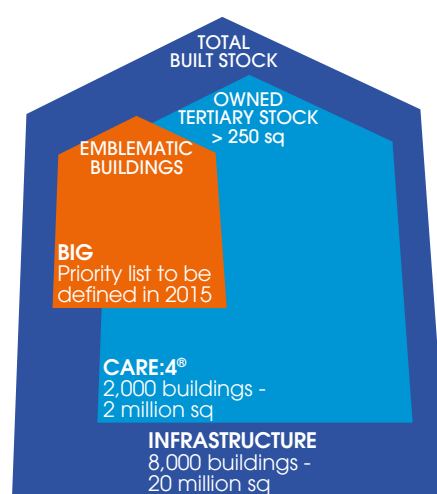 TOTAL
BUILT STOCK
OWNED
TERTIARY STOCK
> 250 sq
EMBLEMATIC
BUILDINGS
BIG
Priority list to be
defined in 2015
CARE:4®
2,000 buildings -
2 million sq
INFRASTRUCTURE
8,000 buildings -
20 million sq